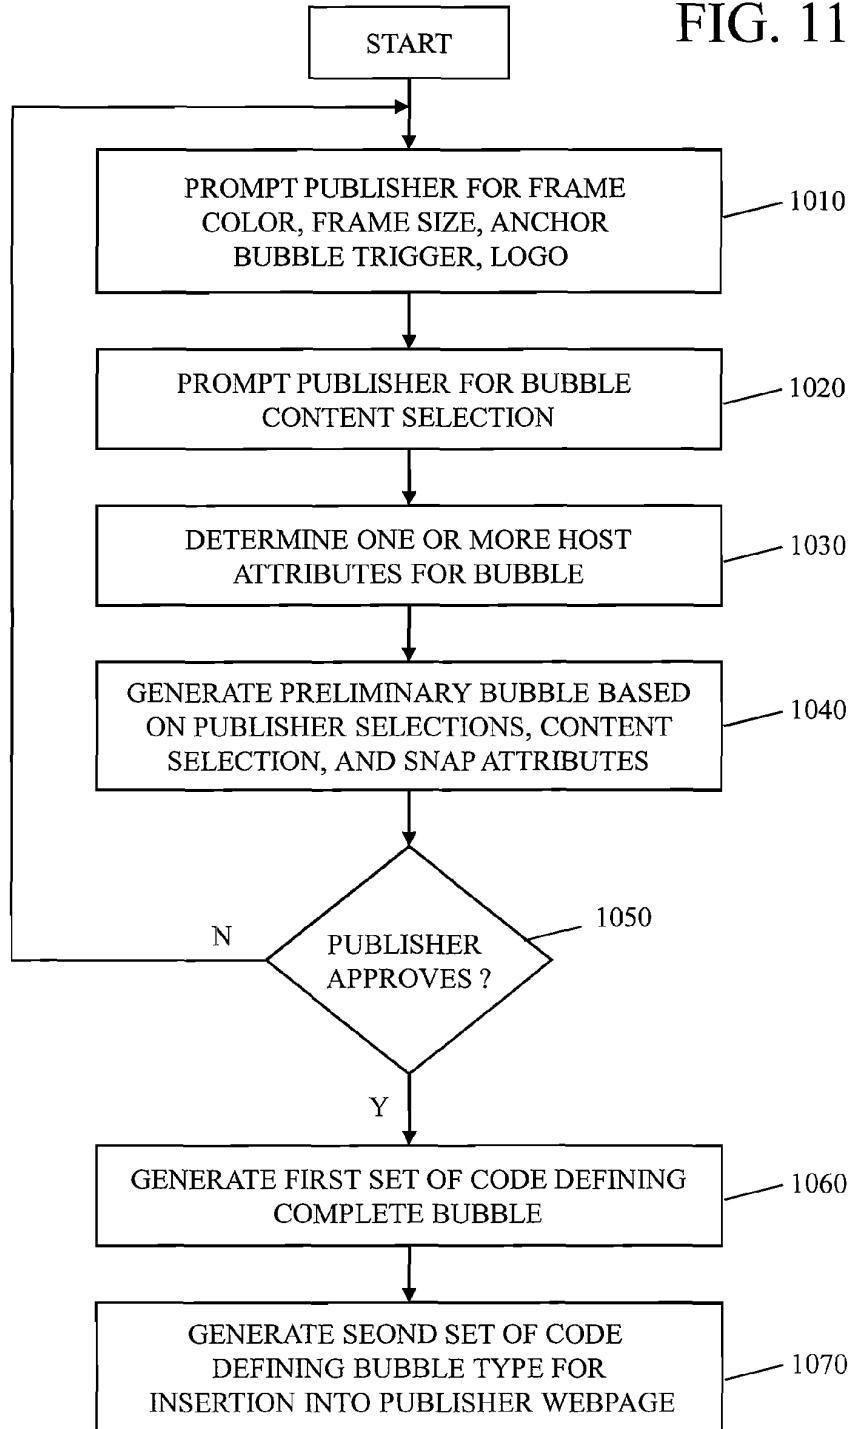 FIG. 11
START
PROMPT PUBLISHER FOR FRAME
COLOR, FRAME SIZE, ANCHOR
BUBBLE TRIGGER, LOGO
1010
PROMPT PUBLISHER FOR BUBBLE
CONTENT SELECTION
1020
DETERMINE ONE OR MORE HOST
ATTRIBUTES FOR BUBBLE
1030
GENERATE PRELIMINARY BUBBLE BASED
ON PUBLISHER SELECTIONS, CONTENT
SELECTION, AND SNAP ATTRIBUTES
1040
PUBLISHER
APPROVES ?
1050
N
Y
GENERATE FIRST SET OF CODE DEFINING
COMPLETE BUBBLE
1060
GENERATE SEOND SET OF CODE
DEFINING BUBBLE TYPE FOR
INSERTION INTO PUBLISHER WEBPAGE
1070